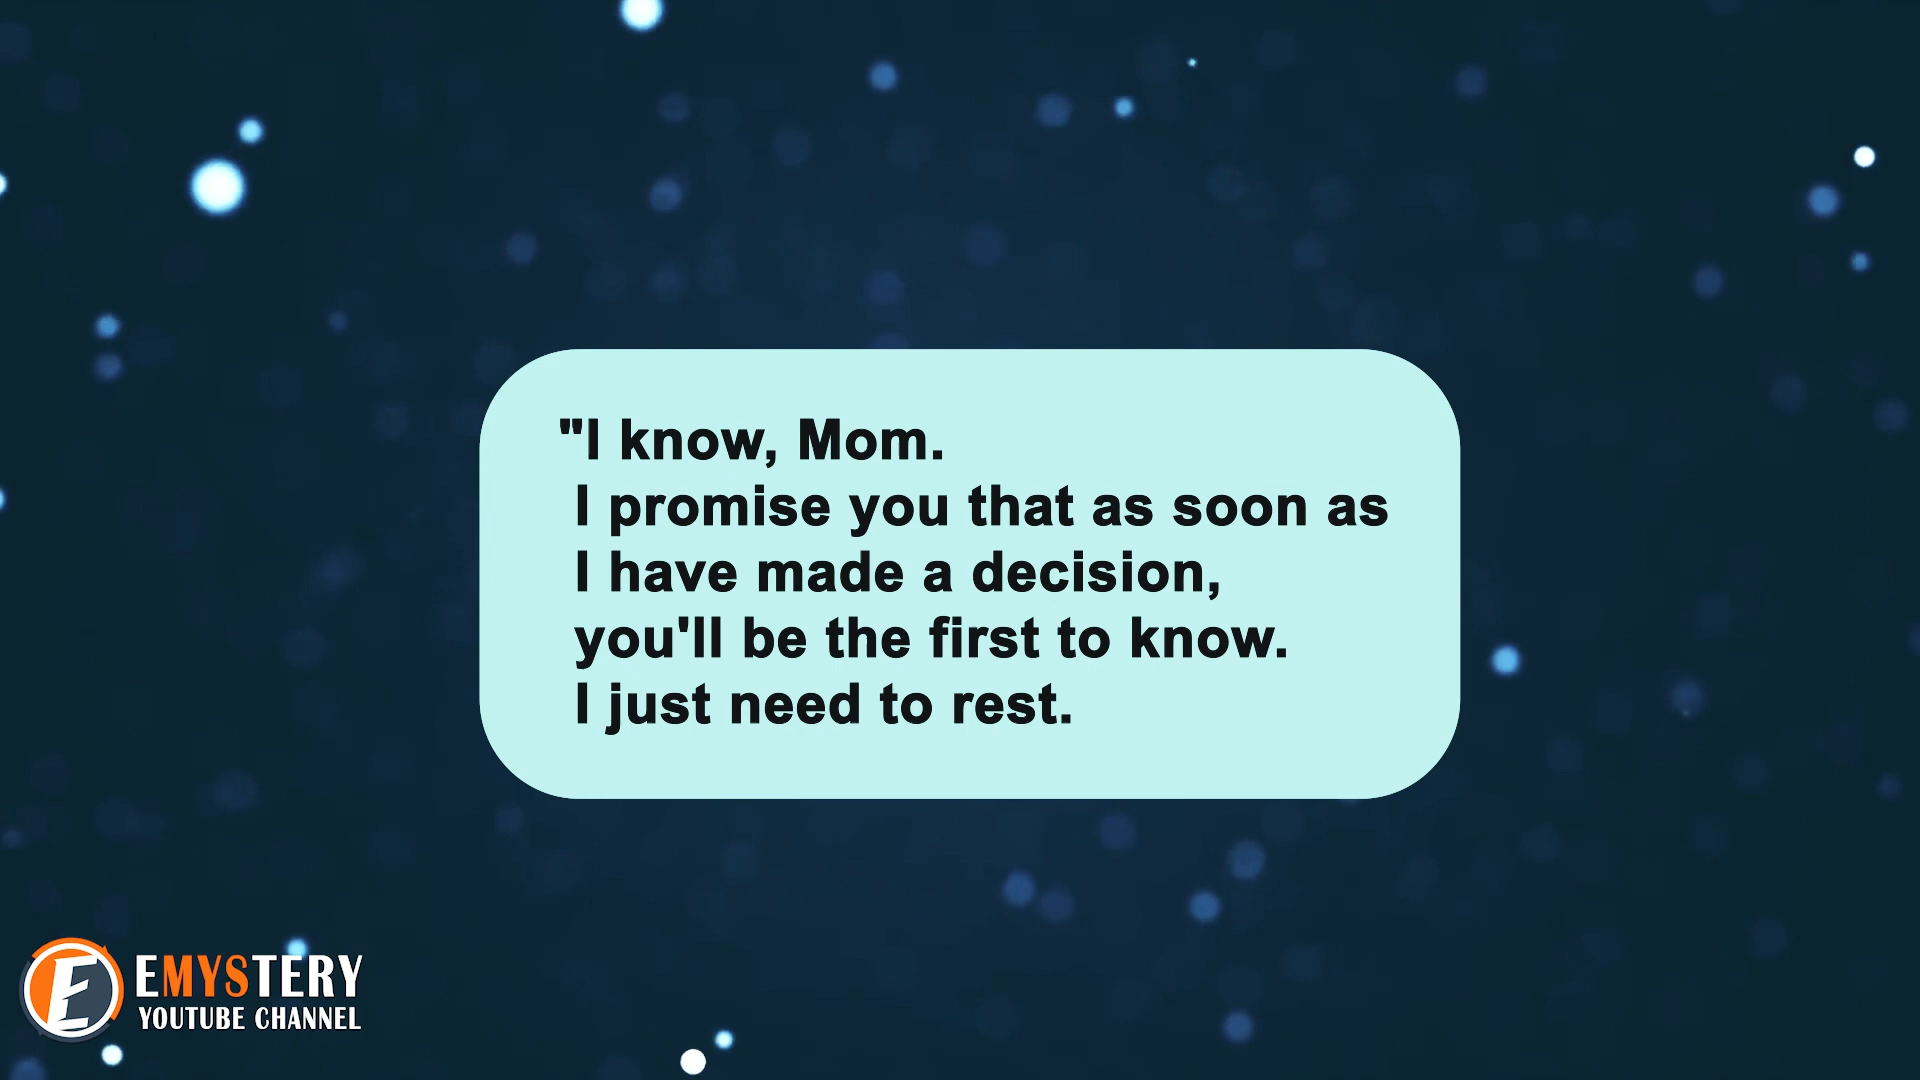 "I know, Mom.
I promise you that as soon as
I have made a decision,
you'll be the first to know.
I just need to rest.
E
EMYSTERY
YOUTUBE CHANNEL